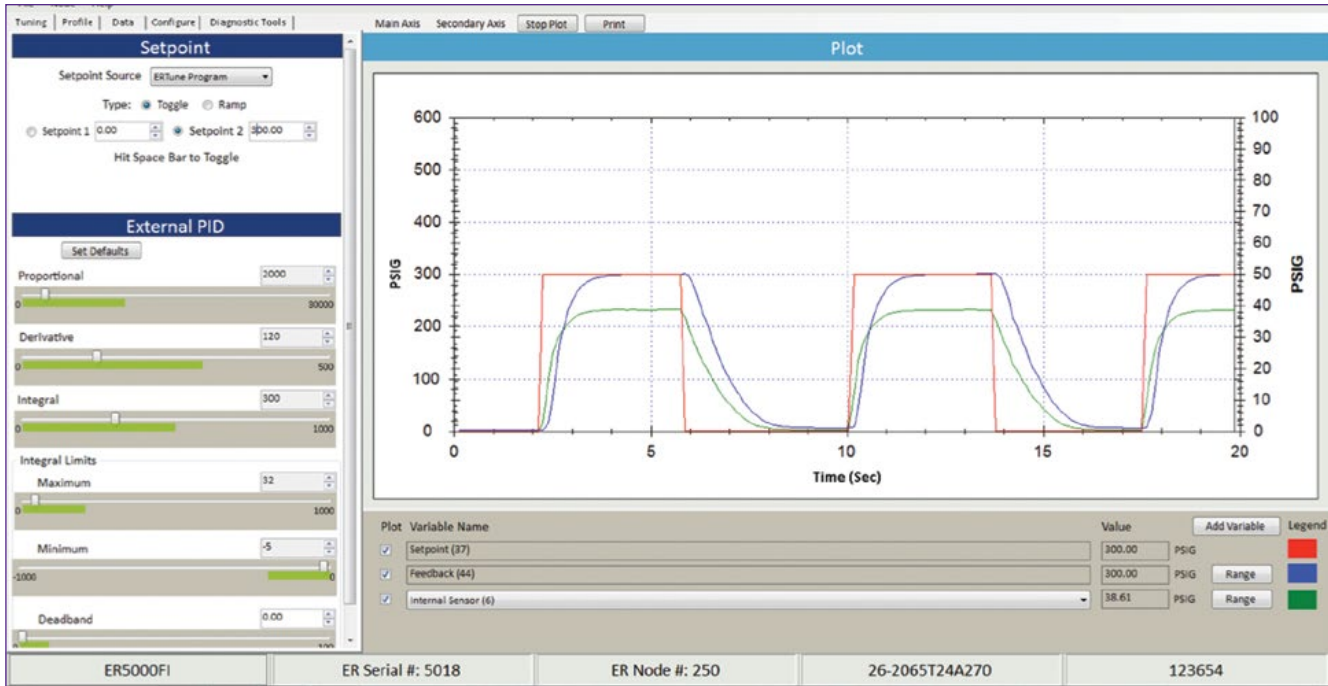 Tuning Profile Data Configure Diagnostic Tools
Main Axis Secondary Axis Stop Plot Print
Setpoint
Setpoint Source ERTune Program
Type: Toggle Ramp
Setpoint 1 0.00 Setpoint 2 300.00
Hit Space Bar to Toggle
External PID
Set Defaults
Proportional 2000
0 30000
Derivative 120
0 500
Integral 300
0 1000
Integral Limits
Maximum 32
0 1000
Minimum -5
-1000 0
Deadband 0.00
0 100
Plot
600
500
400
300
200
100
0
PSIG
100
90
80
70
60
50
40
30
20
10
0
PSIG
0 5 10 15 20
Time (Sec)
Plot Variable Name Value Add Variable Legend
Setpoint (37) 300.00 PSIG
Feedback (44) 300.00 PSIG Range
Internal Sensor (6) 38.61 PSIG Range
ER5000FI ER Serial #: 5018 ER Node #: 250 26-2065T24A270 123654